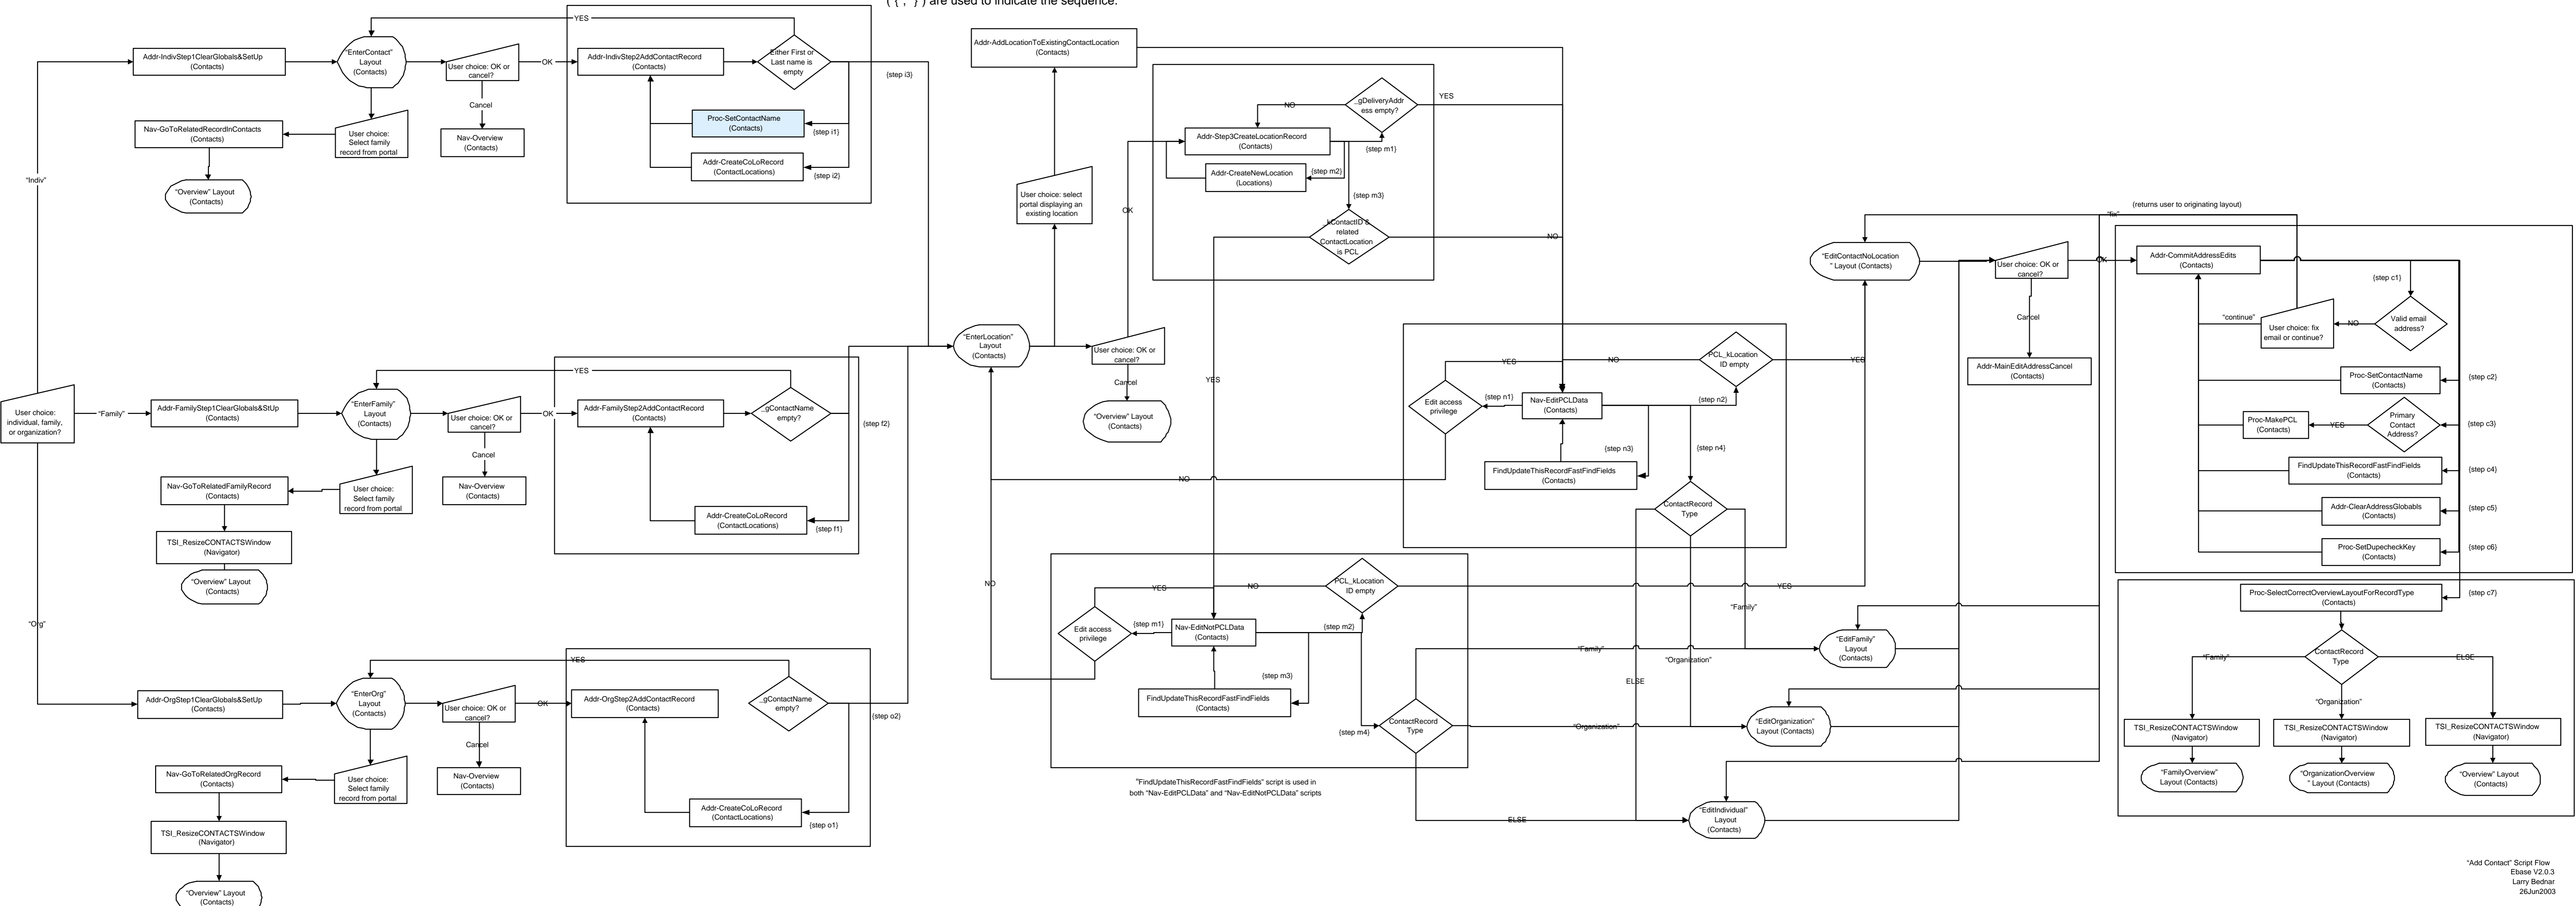 ( { ,  } ) are used to indicate the sequence.
YES
Addr-IndivStep1ClearGlobals&SetUp
(Contacts)
"EnterContact"
Layout
(Contacts)
User choice: OK or
cancel?
OK
Addr-IndivStep2AddContactRecord
(Contacts)
Either First or
Last name is
empty
{step i3}
Cancel
Nav-Overview
(Contacts)
Nav-GoToRelatedRecordInContacts
(Contacts)
User choice:
Select family
record from portal
"Overview" Layout
(Contacts)
Proc-SetContactName
(Contacts)
{step i1}
Addr-CreateCoLoRecord
(ContactLocations)
{step i2}
"Indiv"
User choice:
individual, family,
or organization?
"Family"
YES
Addr-FamilyStep1ClearGlobals&StUp
(Contacts)
"EnterFamily"
Layout
(Contacts)
User choice: OK or
cancel?
OK
Addr-FamilyStep2AddContactRecord
(Contacts)
_gContactName
empty?
{step f2}
Cancel
Nav-Overview
(Contacts)
Nav-GoToRelatedFamilyRecord
(Contacts)
User choice:
Select family
record from portal
TSI_ResizeCONTACTSWindow
(Navigator)
"Overview" Layout
(Contacts)
Addr-CreateCoLoRecord
(ContactLocations)
{step f1}
"Org"
YES
Addr-OrgStep1ClearGlobals&SetUp
(Contacts)
"EnterOrg"
Layout
(Contacts)
User choice: OK or
cancel?
OK
Addr-OrgStep2AddContactRecord
(Contacts)
_gContactName
empty?
{step o2}
Cancel
Nav-Overview
(Contacts)
Nav-GoToRelatedOrgRecord
(Contacts)
User choice:
Select family
record from portal
TSI_ResizeCONTACTSWindow
(Navigator)
"Overview" Layout
(Contacts)
Addr-CreateCoLoRecord
(ContactLocations)
{step o1}
Addr-AddLocationToExistingContactLocation
(Contacts)
User choice: select
portal displaying an
existing location
"EnterLocation"
Layout
(Contacts)
User choice: OK or
cancel?
OK
Cancel
"Overview" Layout
(Contacts)
NO
_gDeliveryAddr
ess empty?
YES
Addr-Step3CreateLocationRecord
(Contacts)
{step m1}
Addr-CreateNewLocation
(Locations)
{step m2}
{step m3}
_kContactID &
related
ContactLocation
is PCL
NO
YES
YES
NO
PCL_kLocation
ID empty
YES
Edit access
privilege
{step n1}
Nav-EditPCLData
(Contacts)
{step n2}
{step n3}
{step n4}
FindUpdateThisRecordFastFindFields
(Contacts)
NO
ContactRecord
Type
"Family"
"Organization"
ELSE
NO
YES
NO
PCL_kLocation
ID empty
YES
Edit access
privilege
{step m1}
Nav-EditNotPCLData
(Contacts)
{step m2}
{step m3}
FindUpdateThisRecordFastFindFields
(Contacts)
{step m4}
ContactRecord
Type
"Family"
"Organization"
ELSE
"FindUpdateThisRecordFastFindFields" script is used in
both "Nav-EditPCLData" and "Nav-EditNotPCLData" scripts
"EditContactNoLocation
" Layout (Contacts)
"EditFamily"
Layout
(Contacts)
"EditOrganization"
Layout (Contacts)
"EditIndividual"
Layout
(Contacts)
User choice: OK or
cancel?
OK
Cancel
Addr-MainEditAddressCancel
(Contacts)
(returns user to originating layout)
"fix"
Addr-CommitAddressEdits
(Contacts)
{step c1}
"continue"
User choice: fix
email or continue?
NO
Valid email
address?
Proc-SetContactName
(Contacts)
{step c2}
Proc-MakePCL
(Contacts)
YES
Primary
Contact
Address?
{step c3}
FindUpdateThisRecordFastFindFields
(Contacts)
{step c4}
Addr-ClearAddressGlobabls
(Contacts)
{step c5}
Proc-SetDupecheckKey
(Contacts)
{step c6}
Proc-SelectCorrectOverviewLayoutForRecordType
(Contacts)
{step c7}
ContactRecord
Type
"Family"
ELSE
"Organization"
TSI_ResizeCONTACTSWindow
(Navigator)
TSI_ResizeCONTACTSWindow
(Navigator)
TSI_ResizeCONTACTSWindow
(Navigator)
"FamilyOverview"
Layout (Contacts)
"OrganizationOverview
" Layout (Contacts)
"Overview" Layout
(Contacts)
"Add Contact" Script Flow
Ebase V2.0.3
Larry Bednar
26Jun2003